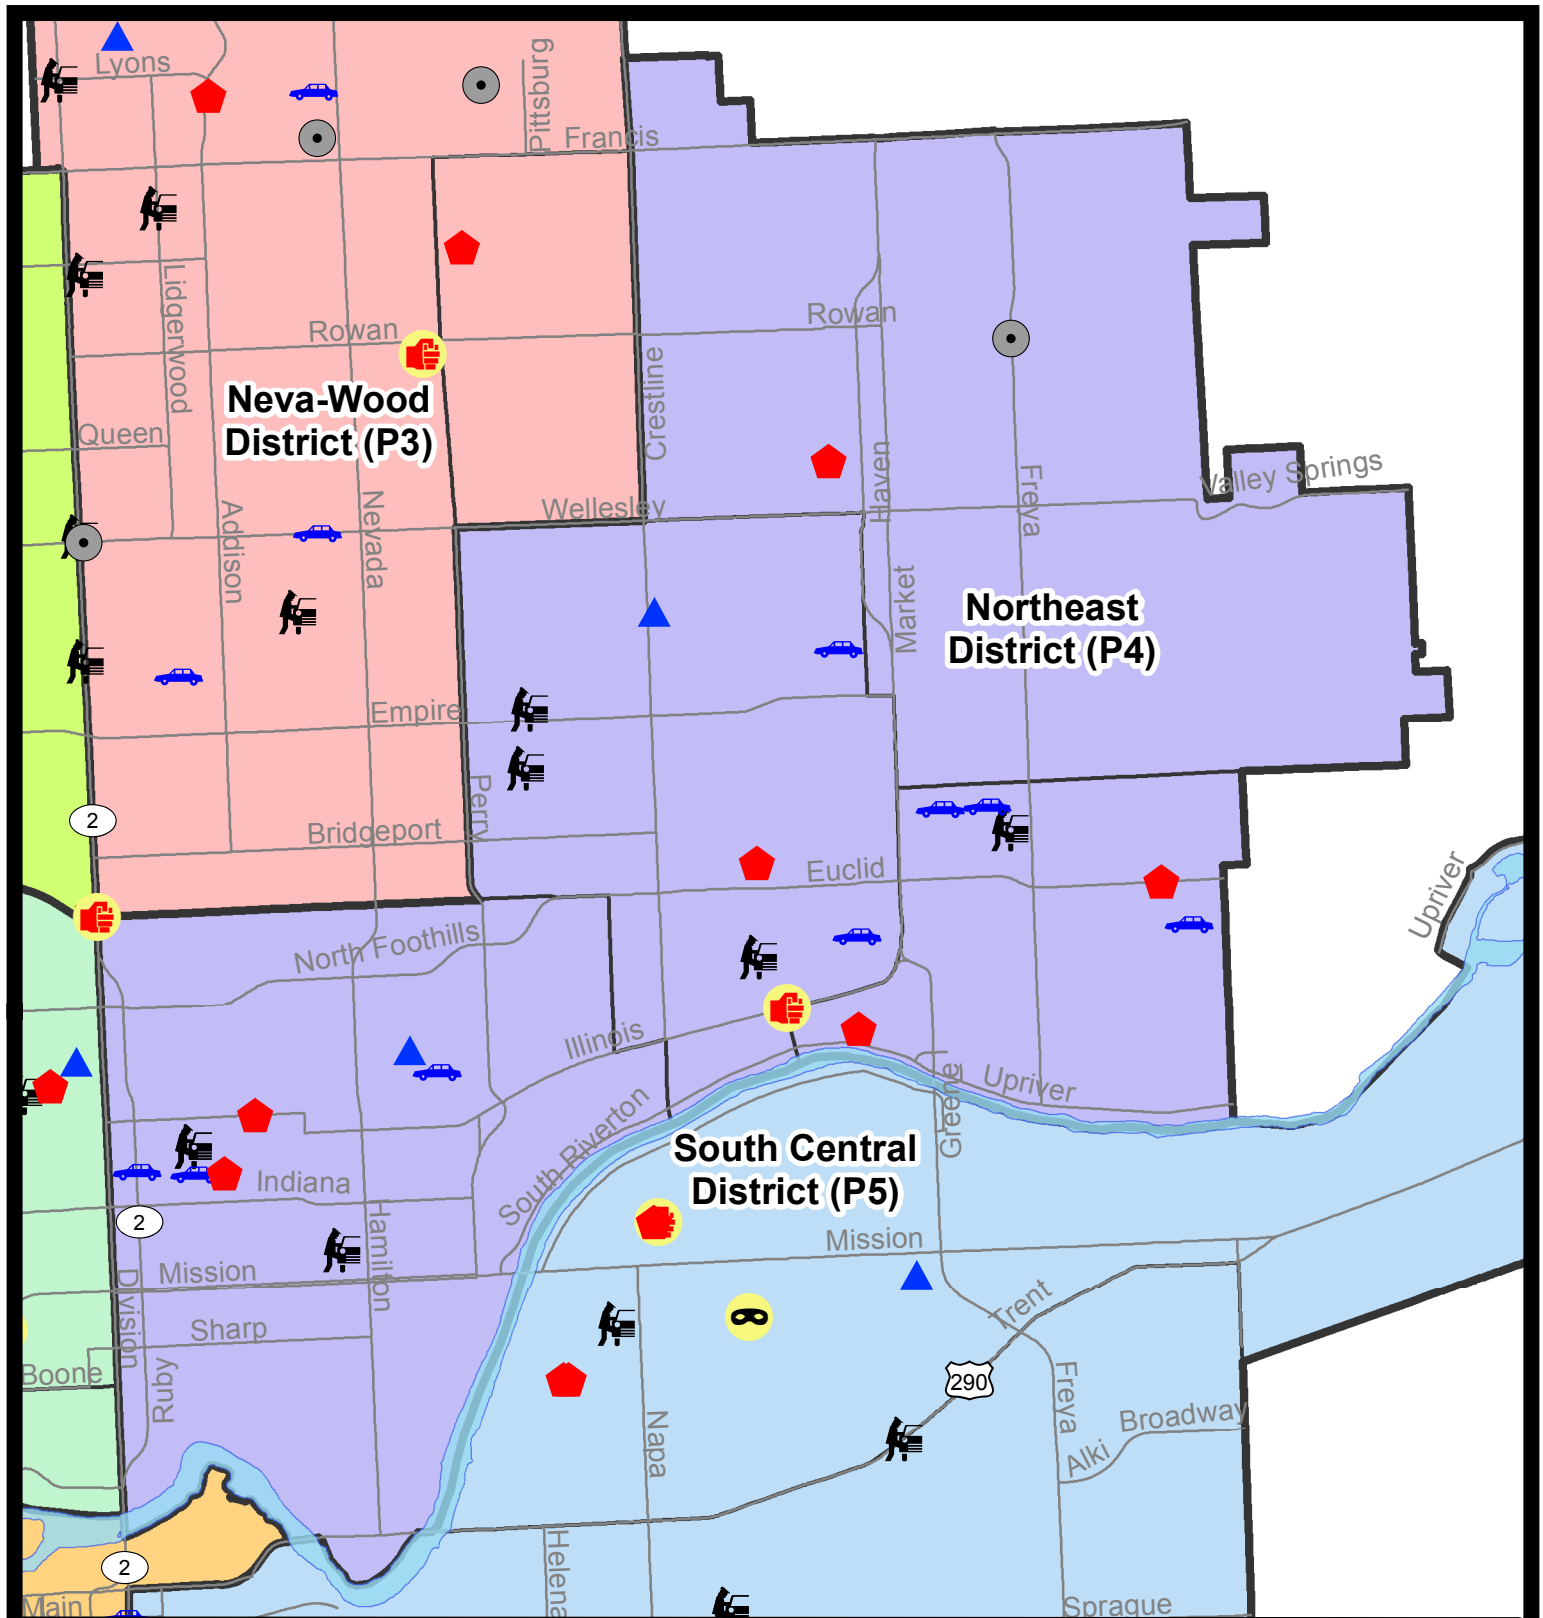 Lyons
Pittsburg
Francis
Lidgerwood
Rowan
Rowan
Crestline
Neva-Wood
District (P3)
Queen
Haven
Freya
Valley Springs
Addison
Nevada
Wellesley
Market
Northeast
District (P4)
Empire
Perry
2
Bridgeport
Euclid
Upriver
North Foothills
Illinois
Upriver
Greene
South Riverton
South Central
District (P5)
Indiana
2
Hamilton
Mission
Mission
Division
Trent
Sharp
Boone
Ruby
290
Freya
Broadway
Napa
Alki
Helena
2
Main
Sprague